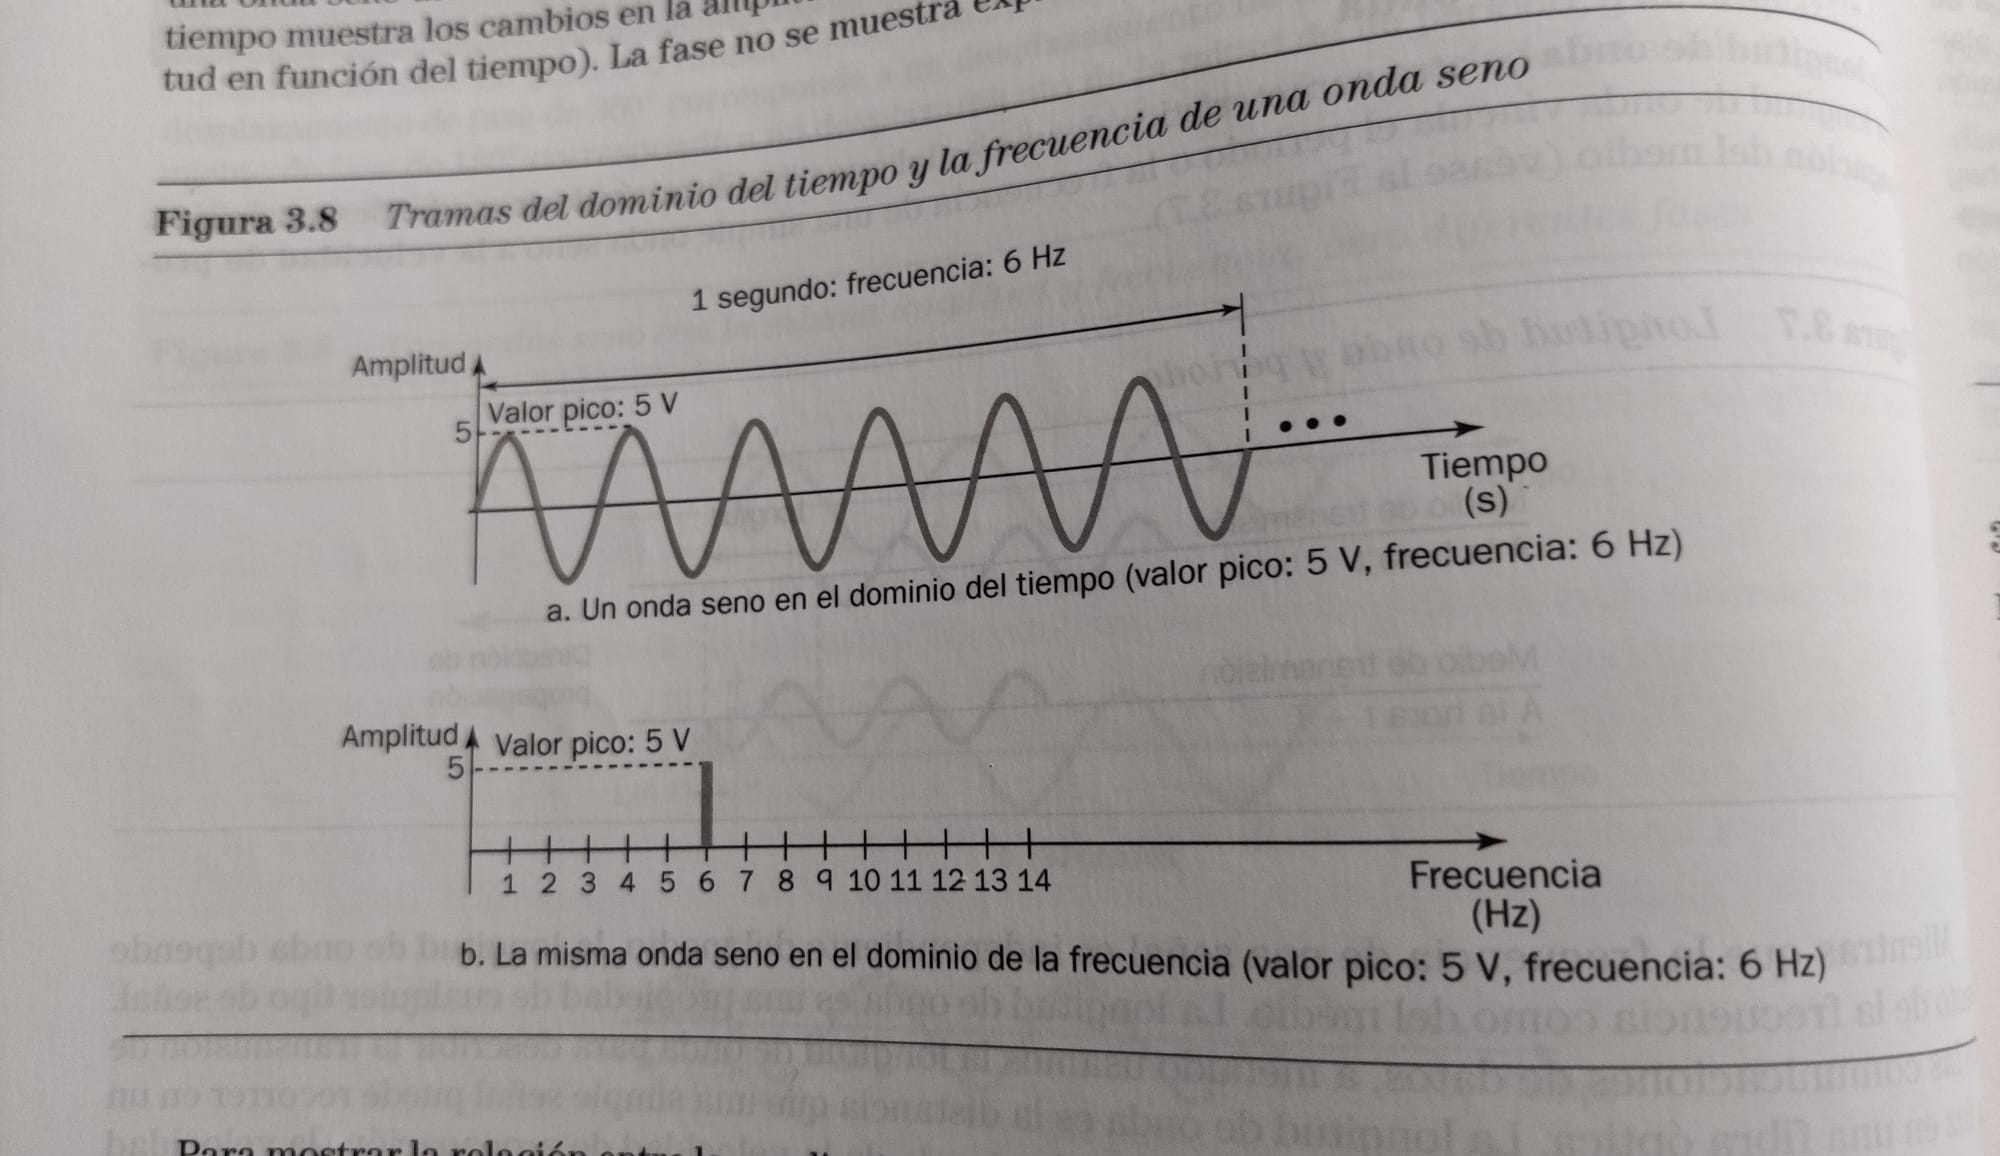 tiempo muestra los cambios en la
tud en función del tiempo). La fase no se muestra
Figura 3.8 Tramas del dominio del tiempo y la frecuencia de una onda seno
1 segundo: frecuencia: 6 Hz
Amplitud
Valor pico: 5 V
5
Tiempo
(s)
a. Un onda seno en el dominio del tiempo (valor pico: 5 V, frecuencia: 6 Hz)
Amplitud
Valor pico: 5 V
5
1 2 3 4 5 6 7 8 9 10 11 12 13 14
Frecuencia
(Hz)
b. La misma onda seno en el dominio de la frecuencia (valor pico: 5 V, frecuencia: 6 Hz)
Para mostrar la relación